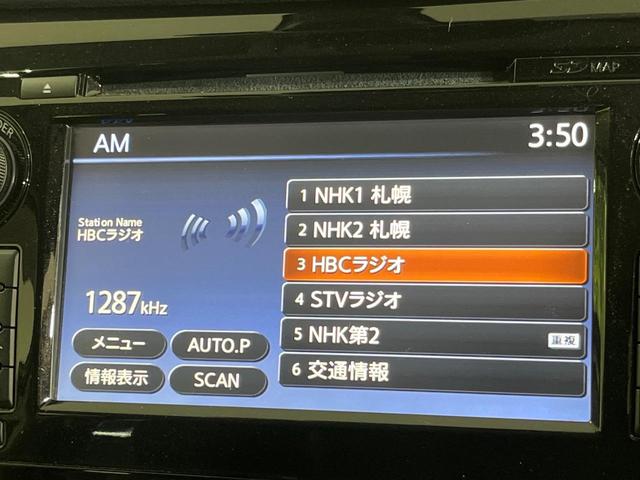 SD MAP
AM
3:50
Station Name
HBCラジオ
1287kHz
メニュー
AUTO.P
情報表示
SCAN
1 NHK1 札幌
2 NHK2 札幌
3 HBCラジオ
4 STVラジオ
5 NHK第2
重複
6 交通情報